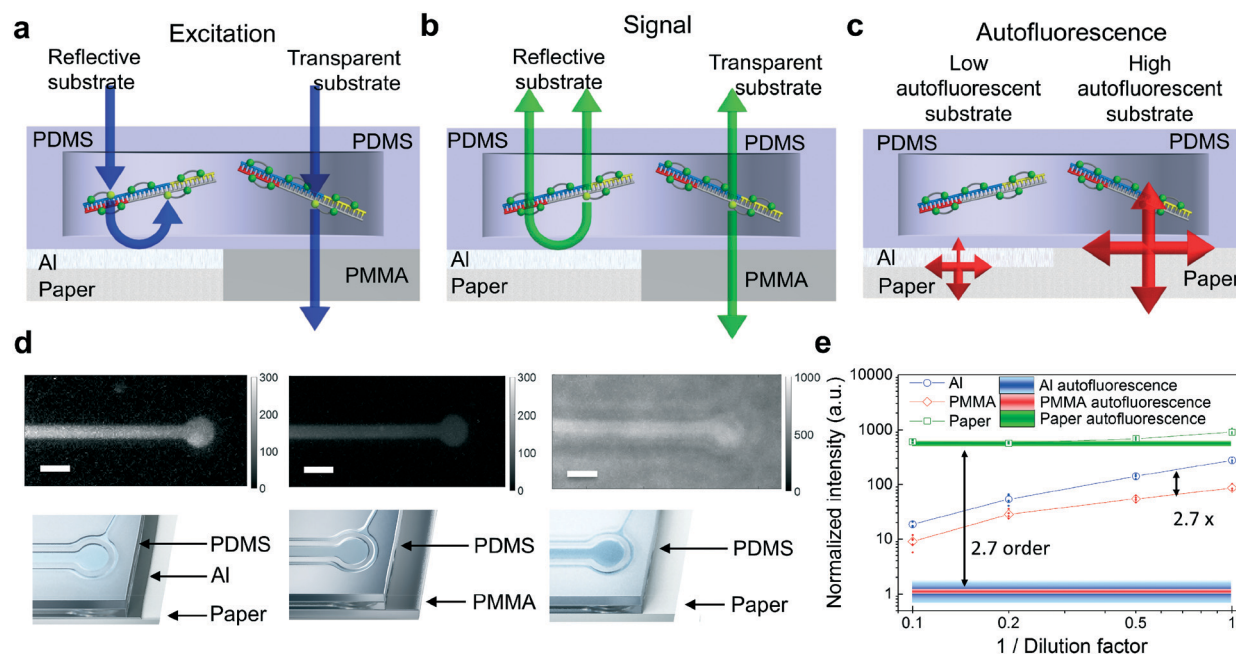 a
Excitation
Reflective
substrate
Transparent
substrate
PDMS
PDMS
Al
Paper
PMMA
b
Signal
Reflective
substrate
Transparent
substrate
PDMS
PDMS
Al
Paper
PMMA
c
Autofluorescence
Low
autofluorescent
substrate
High
autofluorescent
substrate
PDMS
PDMS
Al
Paper
Paper
d
300
200
100
0
PDMS
Al
Paper
300
200
100
0
PDMS
PMMA
1000
500
0
PDMS
Paper
e
Normalized intensity (a.u.)
10000
1000
100
10
1
Al
PMMA
Paper
Al autofluorescence
PMMA autofluorescence
Paper autofluorescence
2.7 order
2.7 x
0.1
0.2
0.5
1
1 / Dilution factor